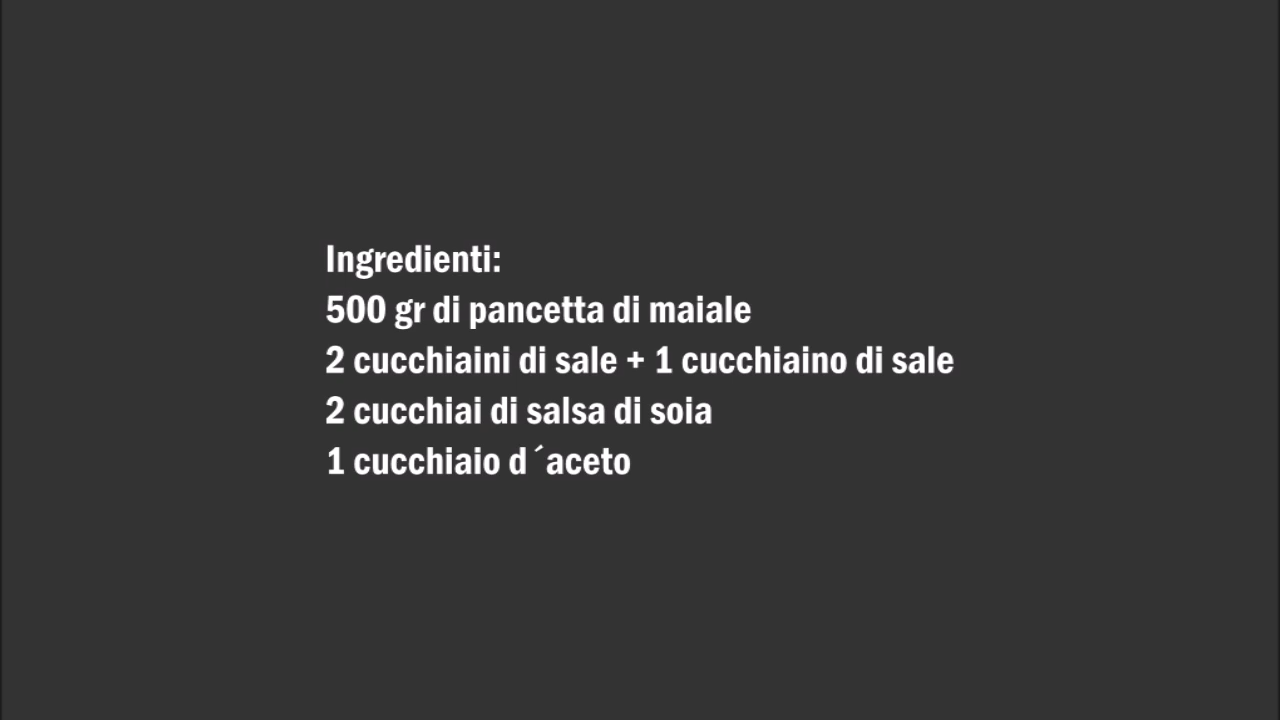 Ingredienti:
500 gr di pancetta di maiale
2 cucchiaini di sale + 1 cucchiaino di sale
2 cucchiai di salsa di soia
1 cucchiaio d´aceto